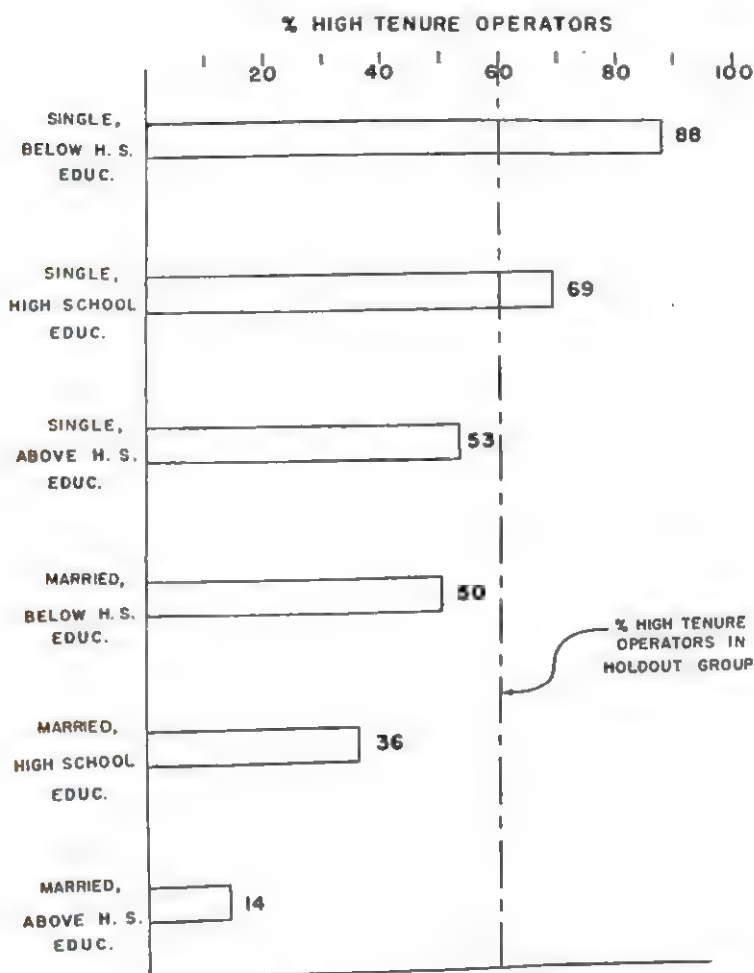 % HIGH TENURE OPERATORS
20 40 60 80 100
SINGLE,
BELOW H. S.
EDUC.
88
SINGLE,
HIGH SCHOOL
EDUC.
69
SINGLE,
ABOVE H. S.
EDUC.
53
MARRIED,
BELOW H. S.
EDUC.
50
% HIGH TENURE
OPERATORS IN
HOLDOUT GROUP
MARRIED,
HIGH SCHOOL
EDUC.
36
MARRIED,
ABOVE H. S.
EDUC.
14